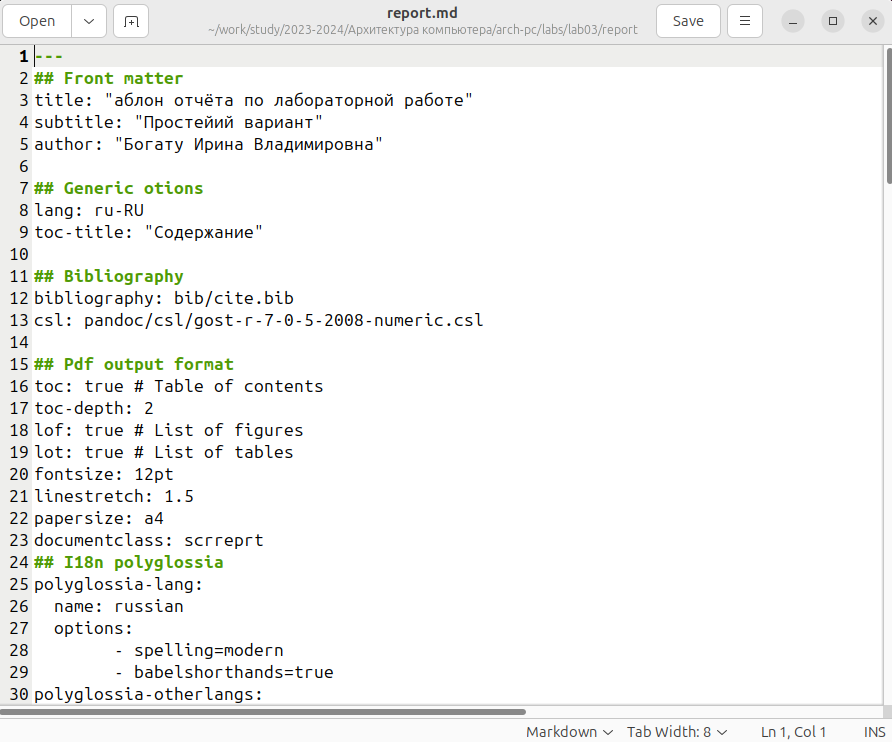 Open
report.md
~/work/study/2023-2024/Архитектура компьютера/arch-pc/labs/lab03/report
Save
1 ---
2 ## Front matter
3 title: "аблон отчёта по лабораторной работе"
4 subtitle: "Простейий вариант"
5 author: "Богату Ирина Владимировна"
6
7 ## Generic otions
8 lang: ru-RU
9 toc-title: "Содержание"
10
11 ## Bibliography
12 bibliography: bib/cite.bib
13 csl: pandoc/csl/gost-r-7-0-5-2008-numeric.csl
14
15 ## Pdf output format
16 toc: true # Table of contents
17 toc-depth: 2
18 lof: true # List of figures
19 lot: true # List of tables
20 fontsize: 12pt
21 linestretch: 1.5
22 papersize: a4
23 documentclass: scrreprt
24 ## I18n polyglossia
25 polyglossia-lang:
26   name: russian
27   options:
28         - spelling=modern
29         - babelshorthands=true
30 polyglossia-otherlangs:
Markdown Tab Width: 8 Ln 1, Col 1 INS